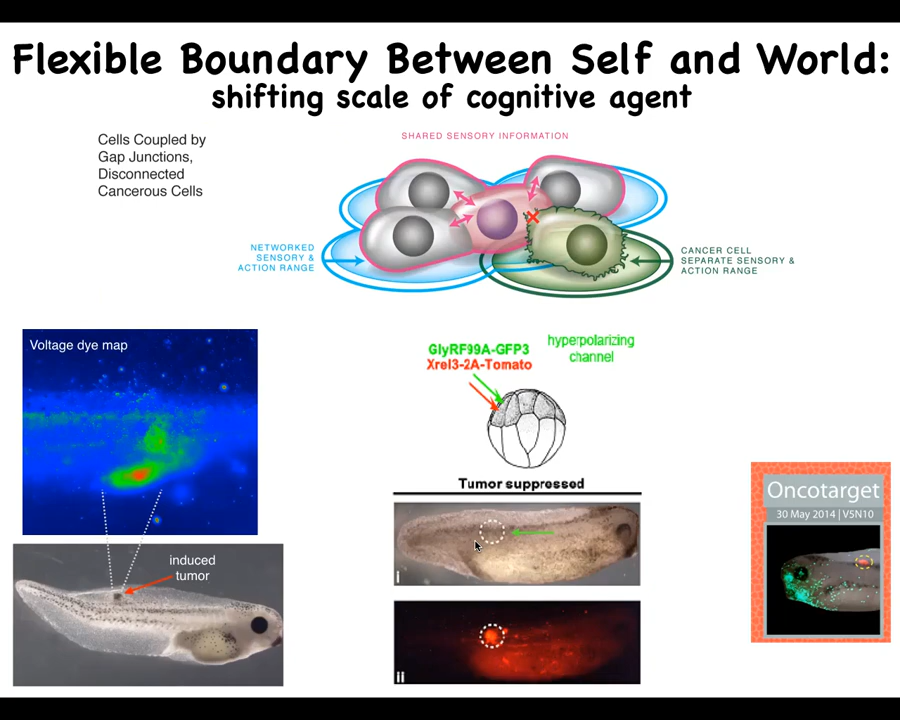 Flexible Boundary Between Self and World:
shifting scale of cognitive agent
Cells Coupled by
Gap Junctions,
Disconnected
Cancerous Cells
SHARED SENSORY INFORMATION
NETWORKED
SENSORY &
ACTION RANGE
CANCER CELL
SEPARATE SENSORY &
ACTION RANGE
Voltage dye map
induced
tumor
GlyRF99A-GFP3
Xrel3-2A-Tomato
hyperpolarizing
channel
Tumor suppressed
i
ii
Oncotarget
30 May 2014 | V5N10